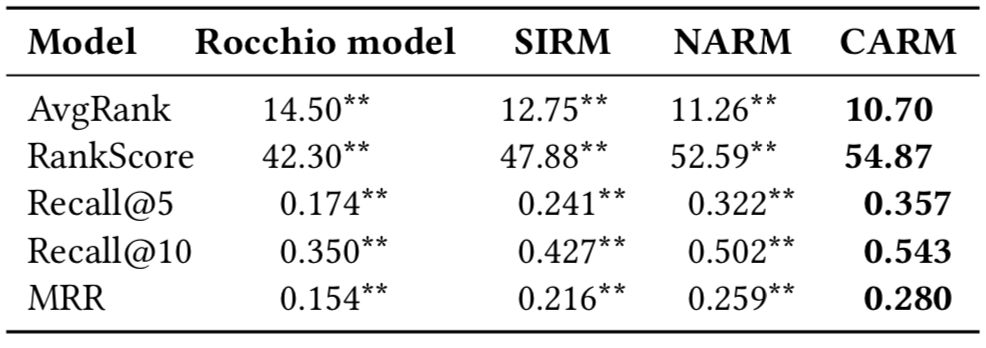 Model Rocchio model SIRM NARM CARM
AvgRank 14.50** 12.75** 11.26** 10.70
RankScore 42.30** 47.88** 52.59** 54.87
Recall@5 0.174** 0.241** 0.322** 0.357
Recall@10 0.350** 0.427** 0.502** 0.543
MRR 0.154** 0.216** 0.259** 0.280